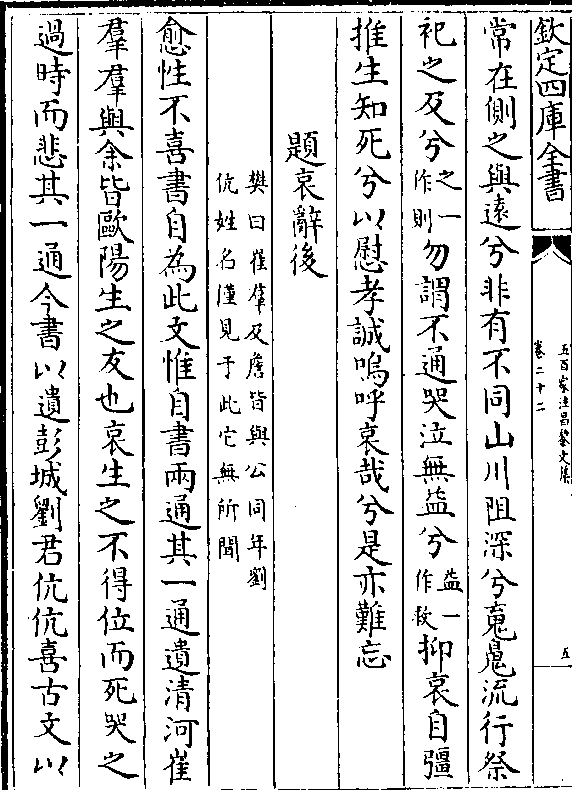 欽定四庫全書
五百家注昌黎文集
卷二十二
五
常在側之與遠兮非有不同山川阻深兮䰟魄流行祭
祀之及兮之一作則勿謂不通哭泣無益兮益一作救抑哀自彊
推生知死兮以慰孝誠嗚呼哀哉兮是亦難忘
題哀辭後
樊曰崔羣及詹皆與公同年劉
伉姓名僅見于此它無所聞
愈性不喜書自為此文惟自書兩通其一通遺清河崔
羣羣與余皆歐陽生之友也哀生之不得位而死哭之
過時而悲其一通今書以遺彭城劉君伉伉喜古文以